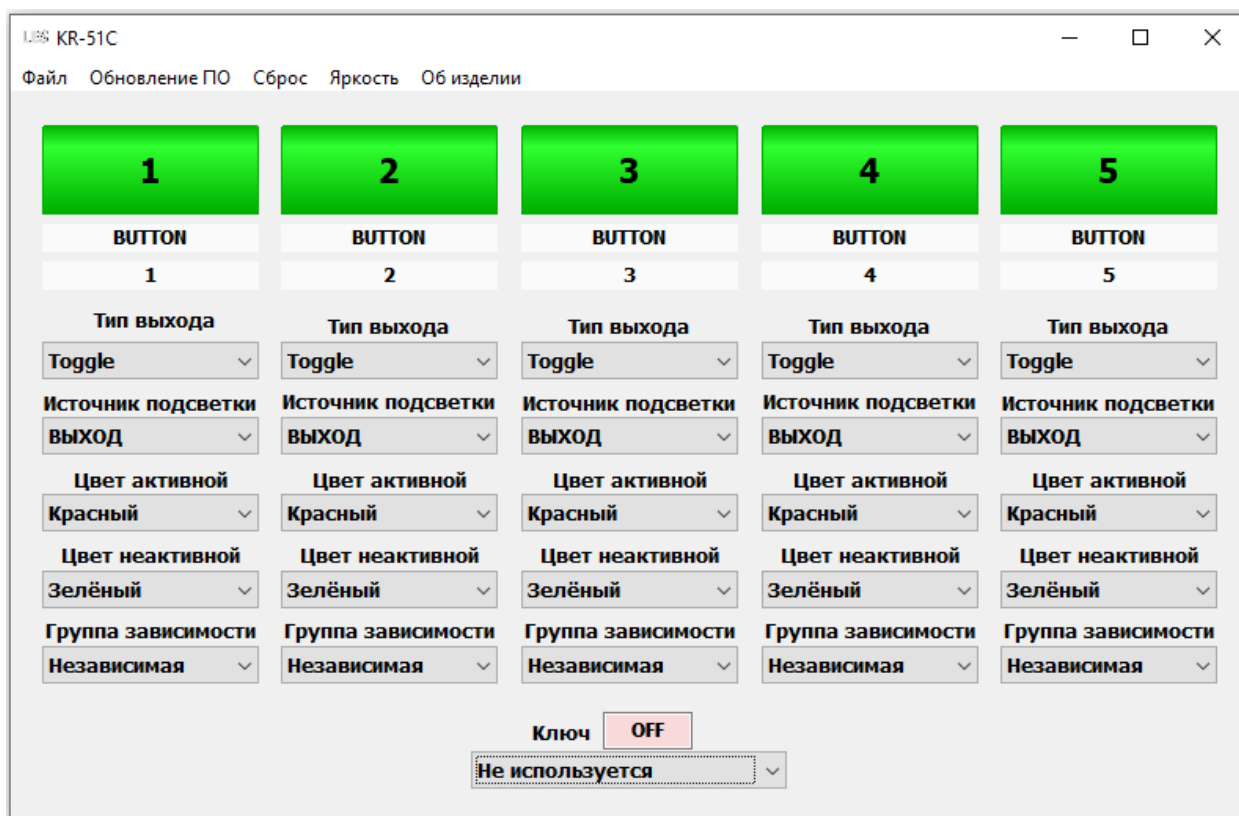 KR-51C
Файл Обновление ПО Сброс Яркость Об изделии
1 2 3 4 5
BUTTON BUTTON BUTTON BUTTON BUTTON
1 2 3 4 5
Тип выхода Тип выхода Тип выхода Тип выхода Тип выхода
Toggle Toggle Toggle Toggle Toggle
Источник подсветки Источник подсветки Источник подсветки Источник подсветки Источник подсветки
ВЫХОД ВЫХОД ВЫХОД ВЫХОД ВЫХОД
Цвет активной Цвет активной Цвет активной Цвет активной Цвет активной
Красный Красный Красный Красный Красный
Цвет неактивной Цвет неактивной Цвет неактивной Цвет неактивной Цвет неактивной
Зелёный Зелёный Зелёный Зелёный Зелёный
Группа зависимости Группа зависимости Группа зависимости Группа зависимости Группа зависимости
Независимая Независимая Независимая Независимая Независимая
Ключ OFF
Не используется